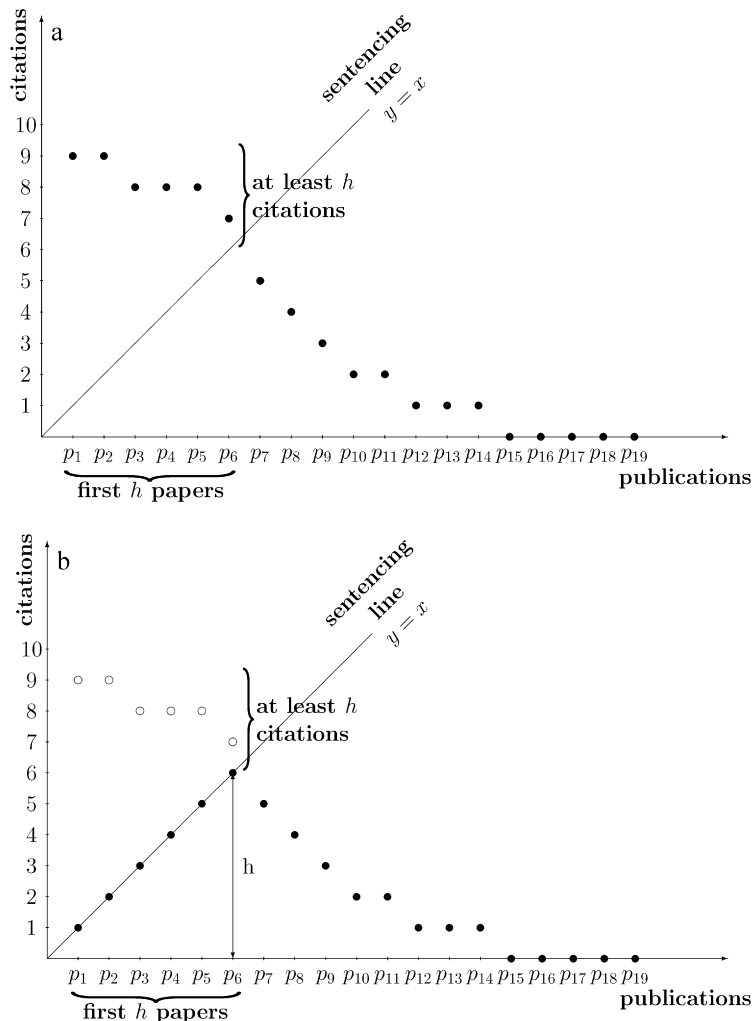 a
citations
sentencing
line
y = x
10
9
8
7
6
5
4
3
2
1
at least h
citations
p1 p2 p3 p4 p5 p6 p7 p8 p9 p10 p11 p12 p13 p14 p15 p16 p17 p18 p19
first h papers
publications
b
citations
sentencing
line
y = x
10
9
8
7
6
5
4
3
2
1
at least h
citations
h
p1 p2 p3 p4 p5 p6 p7 p8 p9 p10 p11 p12 p13 p14 p15 p16 p17 p18 p19
first h papers
publications